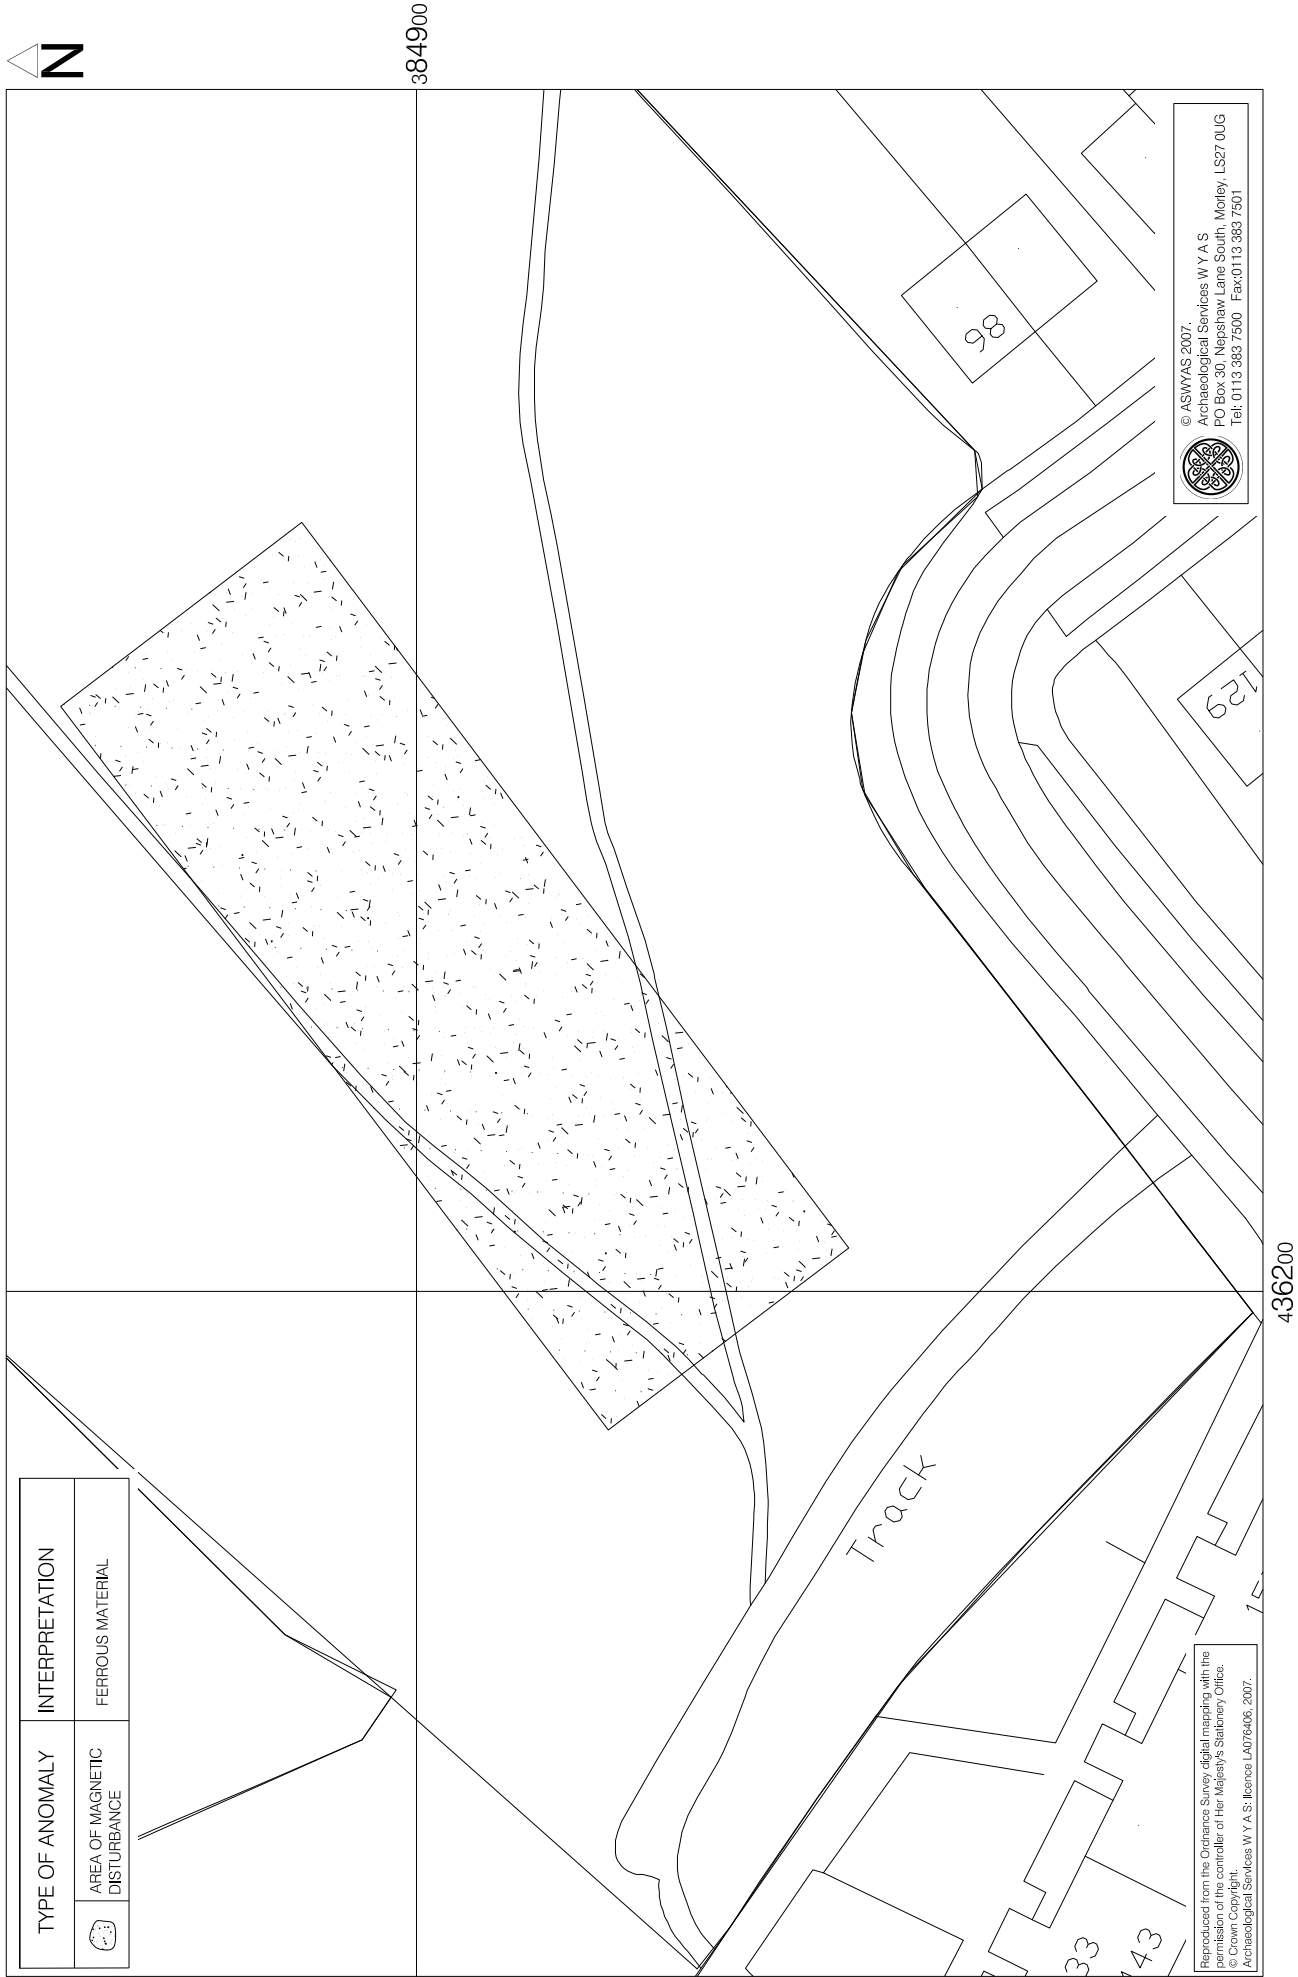 N
384900
436200
TYPE OF ANOMALY
INTERPRETATION
AREA OF MAGNETIC
DISTURBANCE
FERROUS MATERIAL
Track
98
129
33
143
© ASWYAS 2007.
Archaeological Services W Y A S
PO Box 30, Nepshaw Lane South, Morley, LS27 0UG
Tel: 0113 383 7500 Fax:0113 383 7501
Reproduced from the Ordnance Survey digital mapping with the
permission of the controller of Her Majesty's Stationery Office.
© Crown Copyright.
Archaeological Services W Y A S: licence LA076406, 2007.